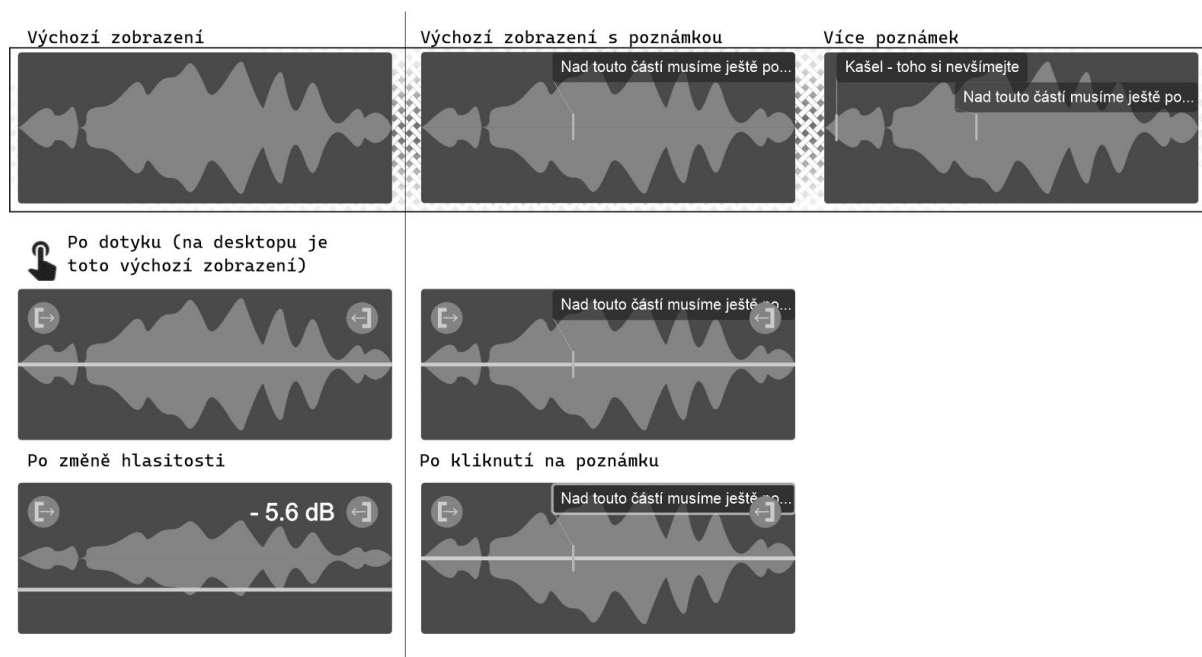 Výchozí zobrazení
Výchozí zobrazení s poznámkou
Více poznámek
Nad touto částí musíme ještě po...
Kašel - toho si nevšímejte
Nad touto částí musíme ještě po...
Po dotyku (na desktopu je
toto výchozí zobrazení)
Nad touto částí musíme ještě po...
Po změně hlasitosti
Po kliknutí na poznámku
- 5.6 dB
Nad touto částí musíme ještě po...